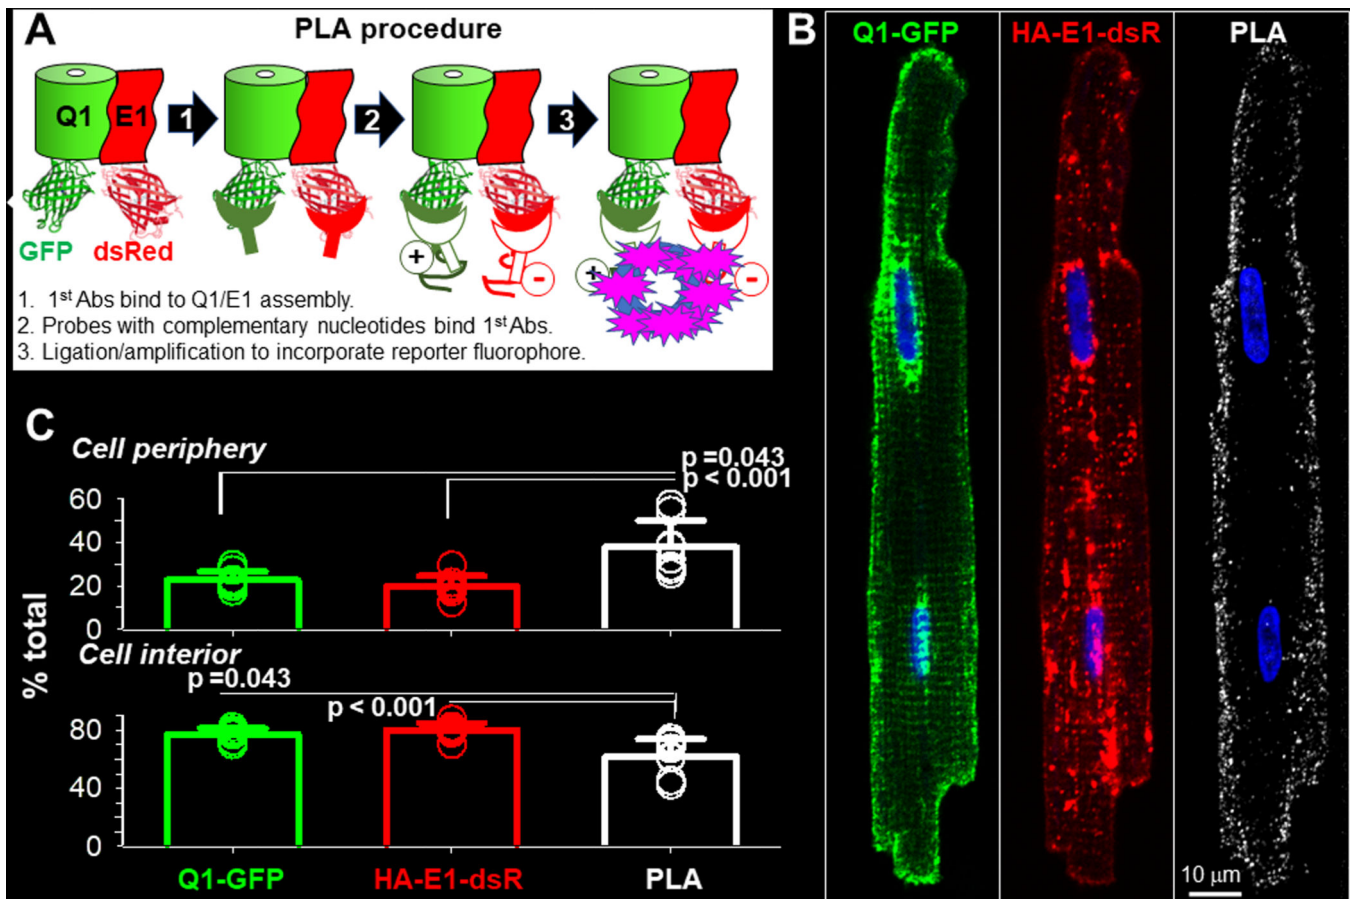 A
PLA procedure
Q1
E1
1
2
3
GFP dsRed
+
-
+
-
1. 1st Abs bind to Q1/E1 assembly.
2. Probes with complementary nucleotides bind 1st Abs.
3. Ligation/amplification to incorporate reporter fluorophore.
B
Q1-GFP
HA-E1-dsR
PLA
10 μm
C
Cell periphery
p =0.043
p < 0.001
60
40
20
0
% total
Cell interior
p =0.043
p < 0.001
80
40
0
Q1-GFP
HA-E1-dsR
PLA